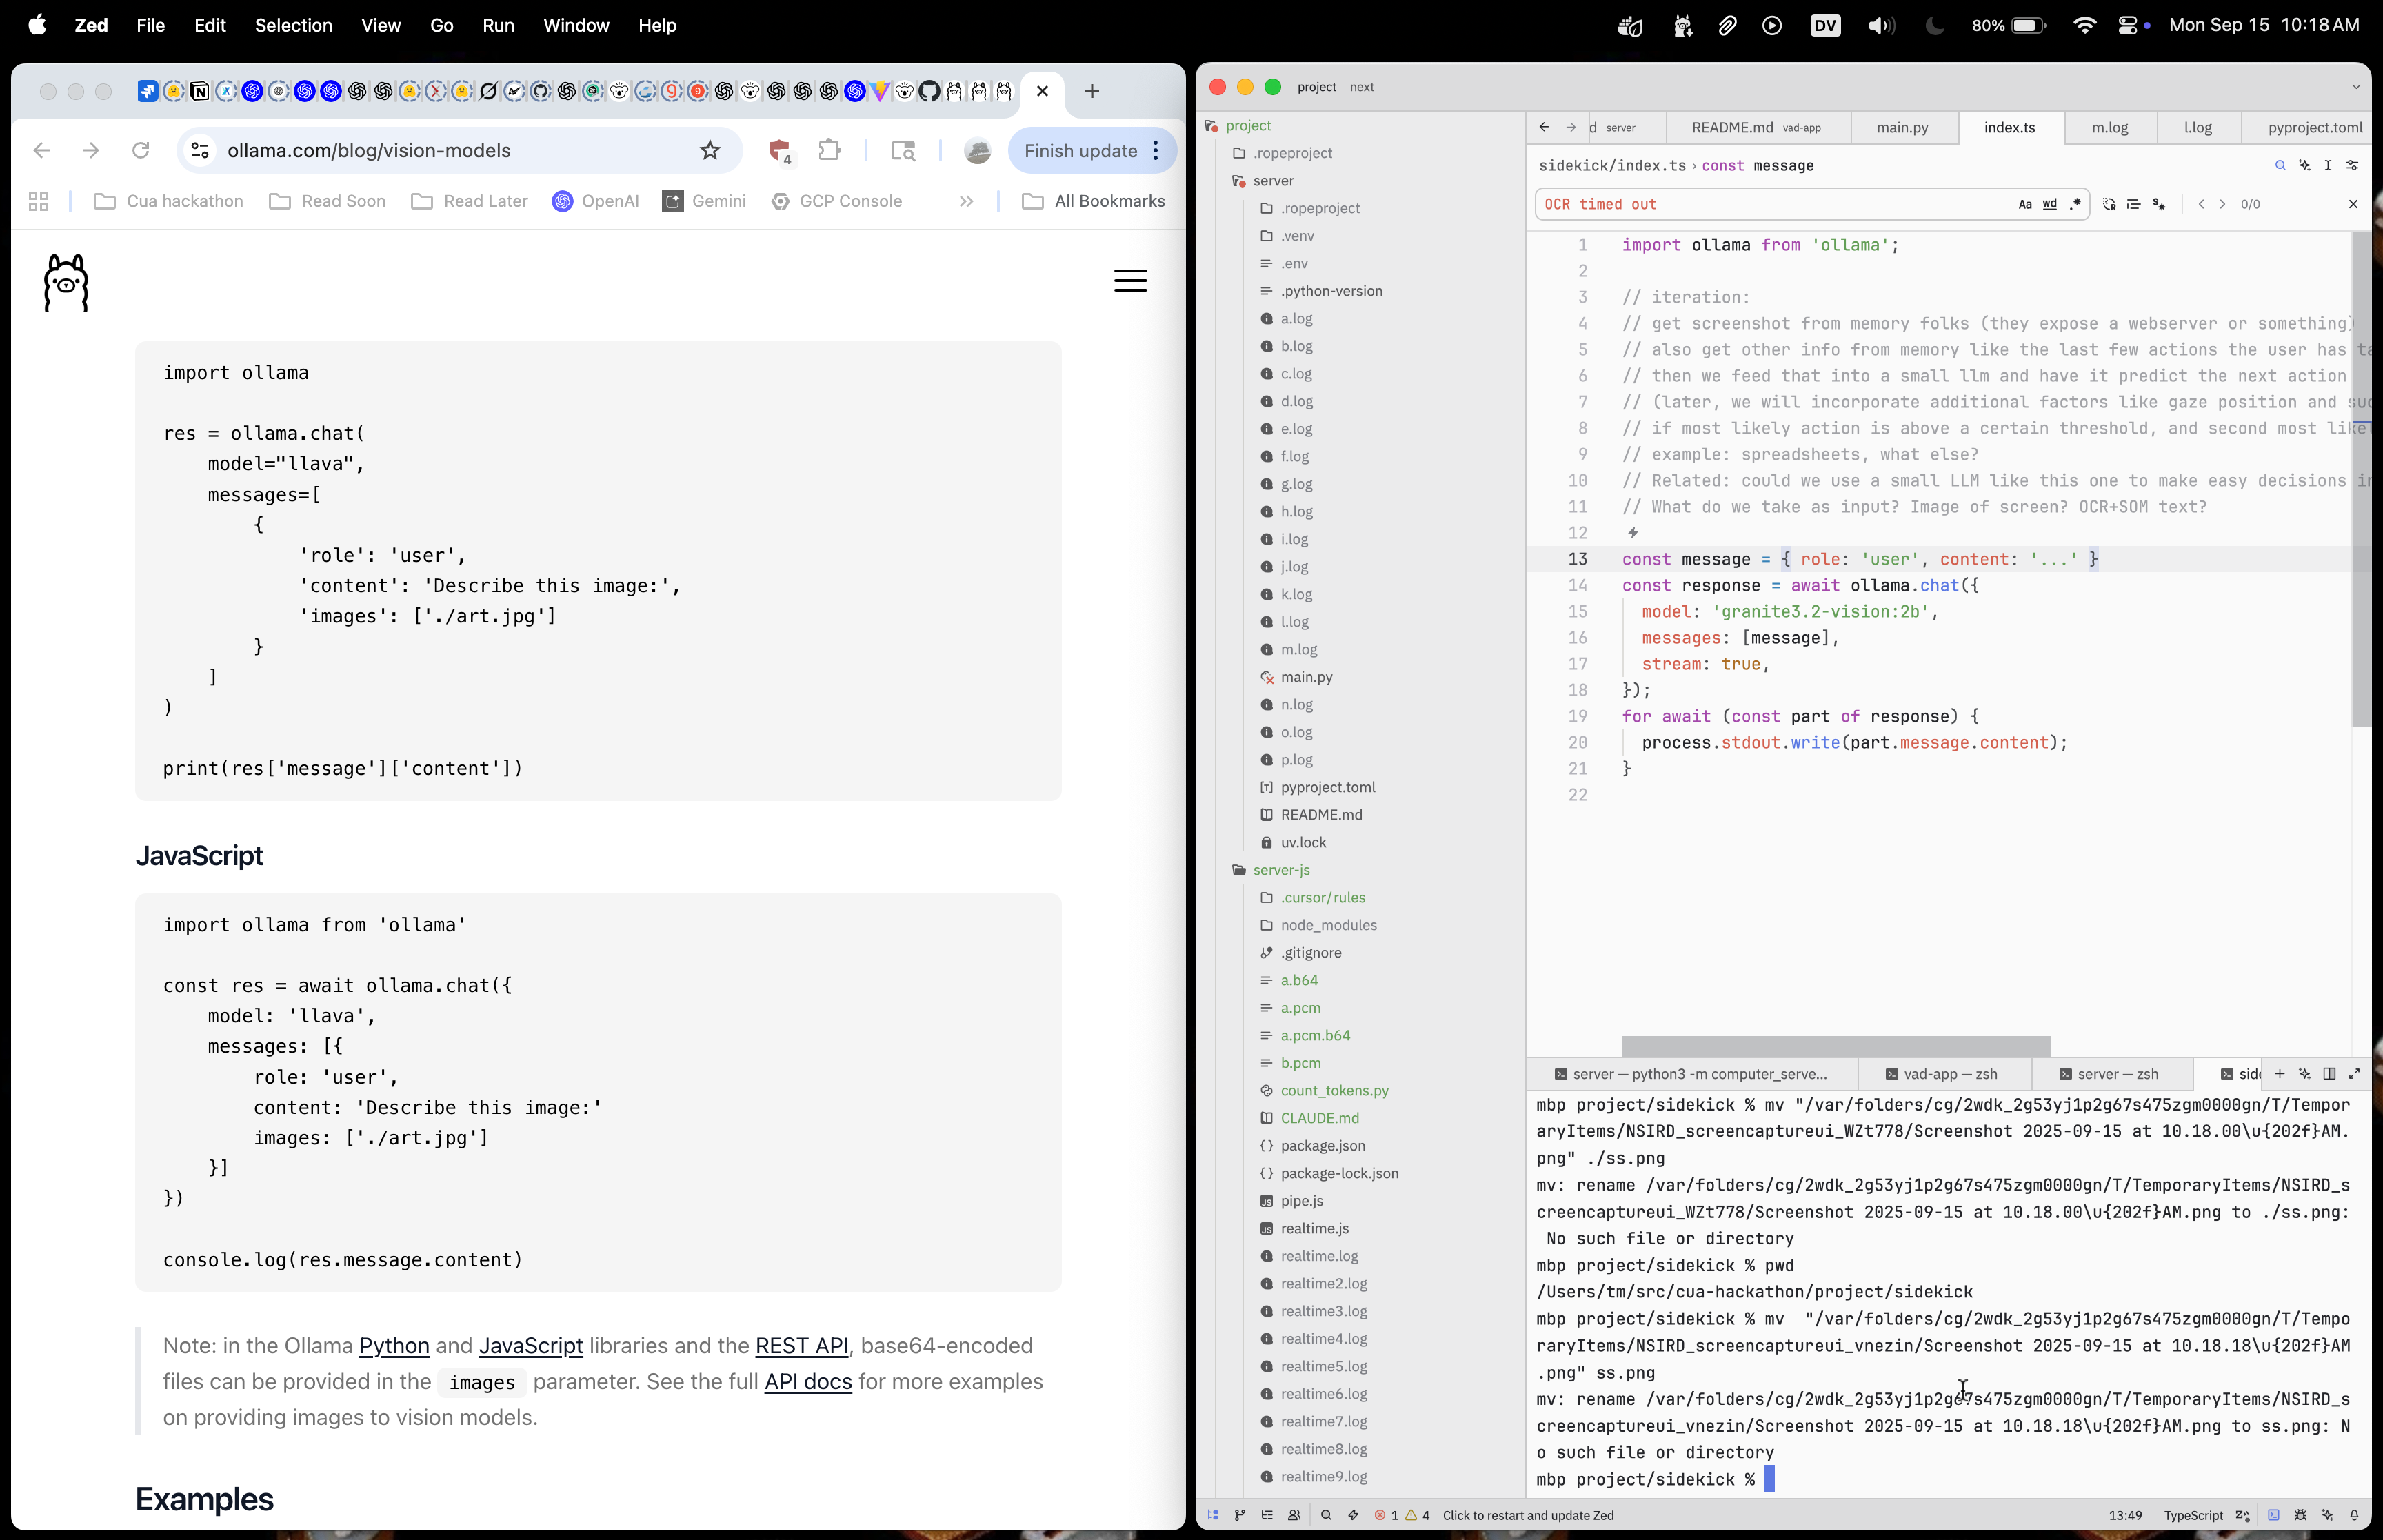 Zed File Edit Selection View Go Run Window Help
DV 80% Mon Sep 15 10:18 AM
ollama.com/blog/vision-models
4
Finish update
Cua hackathon Read Soon Read Later OpenAI Gemini GCP Console » All Bookmarks
import ollama
res = ollama.chat(
model="llava",
messages=[
{
'role': 'user',
'content': 'Describe this image:',
'images': ['./art.jpg']
}
]
)
print(res['message']['content'])
JavaScript
import ollama from 'ollama'
const res = await ollama.chat({
model: 'llava',
messages: [{
role: 'user',
content: 'Describe this image:'
images: ['./art.jpg']
}]
})
console.log(res.message.content)
Note: in the Ollama Python and JavaScript libraries and the REST API, base64-encoded
files can be provided in the images parameter. See the full API docs for more examples
on providing images to vision models.
Examples
project next
project
.ropeproject
server
.ropeproject
.venv
.env
.python-version
a.log
b.log
c.log
d.log
e.log
f.log
g.log
h.log
i.log
j.log
k.log
l.log
m.log
main.py
n.log
o.log
p.log
pyproject.toml
README.md
uv.lock
server-js
.cursor/rules
node_modules
.gitignore
a.b64
a.pcm
a.pcm.b64
b.pcm
count_tokens.py
CLAUDE.md
package.json
package-lock.json
pipe.js
realtime.js
realtime.log
realtime2.log
realtime3.log
realtime4.log
realtime5.log
realtime6.log
realtime7.log
realtime8.log
realtime9.log
d server README.md vad-app main.py index.ts m.log l.log pyproject.toml
sidekick/index.ts › const message
OCR timed out Aa wd .* 0/0
1 import ollama from 'ollama';
2
3 // iteration:
4 // get screenshot from memory folks (they expose a webserver or something)
5 // also get other info from memory like the last few actions the user has ta
6 // then we feed that into a small llm and have it predict the next action
7 // (later, we will incorporate additional factors like gaze position and suc
8 // if most likely action is above a certain threshold, and second most likel
9 // example: spreadsheets, what else?
10 // Related: could we use a small LLM like this one to make easy decisions in
11 // What do we take as input? Image of screen? OCR+SOM text?
12
13 const message = { role: 'user', content: '...' }
14 const response = await ollama.chat({
15 model: 'granite3.2-vision:2b',
16 messages: [message],
17 stream: true,
18 });
19 for await (const part of response) {
20 process.stdout.write(part.message.content);
21 }
22
server — python3 -m computer_serve... vad-app — zsh server — zsh side
mbp project/sidekick % mv "/var/folders/cg/2wdk_2g53yj1p2g67s475zgm0000gn/T/Tempor
aryItems/NSIRD_screencaptureui_WZt778/Screenshot 2025-09-15 at 10.18.00\u{202f}AM.
png" ./ss.png
mv: rename /var/folders/cg/2wdk_2g53yj1p2g67s475zgm0000gn/T/TemporaryItems/NSIRD_s
creencaptureui_WZt778/Screenshot 2025-09-15 at 10.18.00\u{202f}AM.png to ./ss.png:
No such file or directory
mbp project/sidekick % pwd
/Users/tm/src/cua-hackathon/project/sidekick
mbp project/sidekick % mv "/var/folders/cg/2wdk_2g53yj1p2g67s475zgm0000gn/T/Tempo
raryItems/NSIRD_screencaptureui_vnezin/Screenshot 2025-09-15 at 10.18.18\u{202f}AM
.png" ss.png
mv: rename /var/folders/cg/2wdk_2g53yj1p2g67s475zgm0000gn/T/TemporaryItems/NSIRD_s
creencaptureui_vnezin/Screenshot 2025-09-15 at 10.18.18\u{202f}AM.png to ss.png: N
o such file or directory
mbp project/sidekick %
1 4 Click to restart and update Zed 13:49 TypeScript